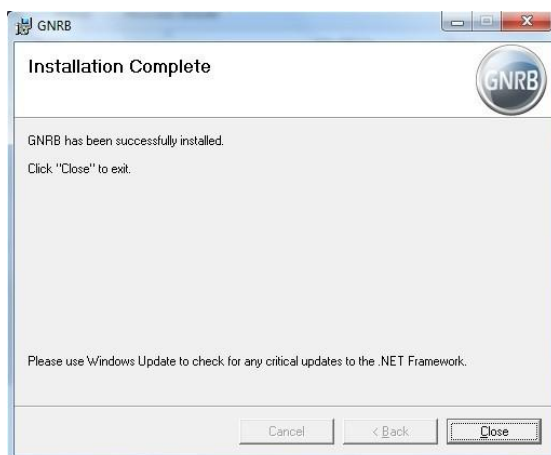 GNRB
Installation Complete
GNRB
GNRB has been successfully installed.
Click "Close" to exit.
Please use Windows Update to check for any critical updates to the .NET Framework.
Cancel
< Back
Close